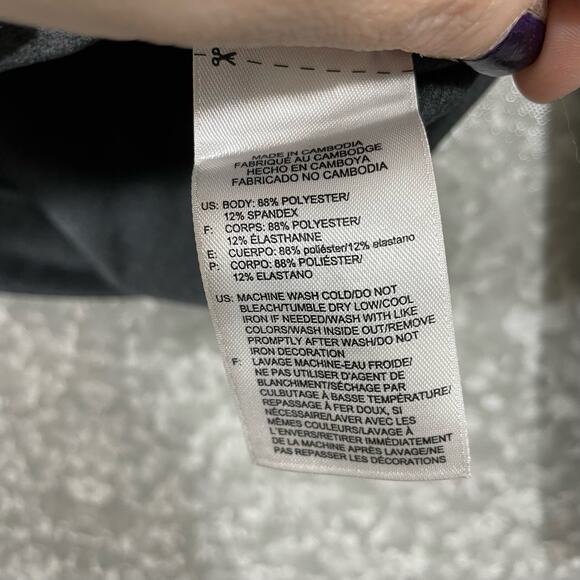 MADE IN CAMBODIA
FABRIQUÉ AU CAMBODGE
HECHO EN CAMBOYA
FABRICADO NO CAMBODIA
US: BODY: 88% POLYESTER/
12% SPANDEX
F: CORPS: 88% POLYESTER/
12% ÉLASTHANNE
E: CUERPO: 88% poliéster/12% elastano
P: CORPO: 88% POLIÉSTER/
12% ELASTANO
US: MACHINE WASH COLD/DO NOT
BLEACH/TUMBLE DRY LOW/COOL
IRON IF NEEDED/WASH WITH LIKE
COLORS/WASH INSIDE OUT/REMOVE
PROMPTLY AFTER WASH/DO NOT
IRON DECORATION
F: LAVAGE MACHINE-EAU FROIDE/
NE PAS UTILISER D'AGENT DE
BLANCHIMENT/SÉCHAGE PAR
CULBUTAGE À BASSE TEMPÉRATURE/
REPASSAGE À FER DOUX, SI
NÉCESSAIRE/LAVER AVEC LES
MÊMES COULEURS/LAVAGE À
L'ENVERS/RETIRER IMMÉDIATEMENT
DE LA MACHINE APRÈS LAVAGE/NE
PAS REPASSER LES DÉCORATIONS